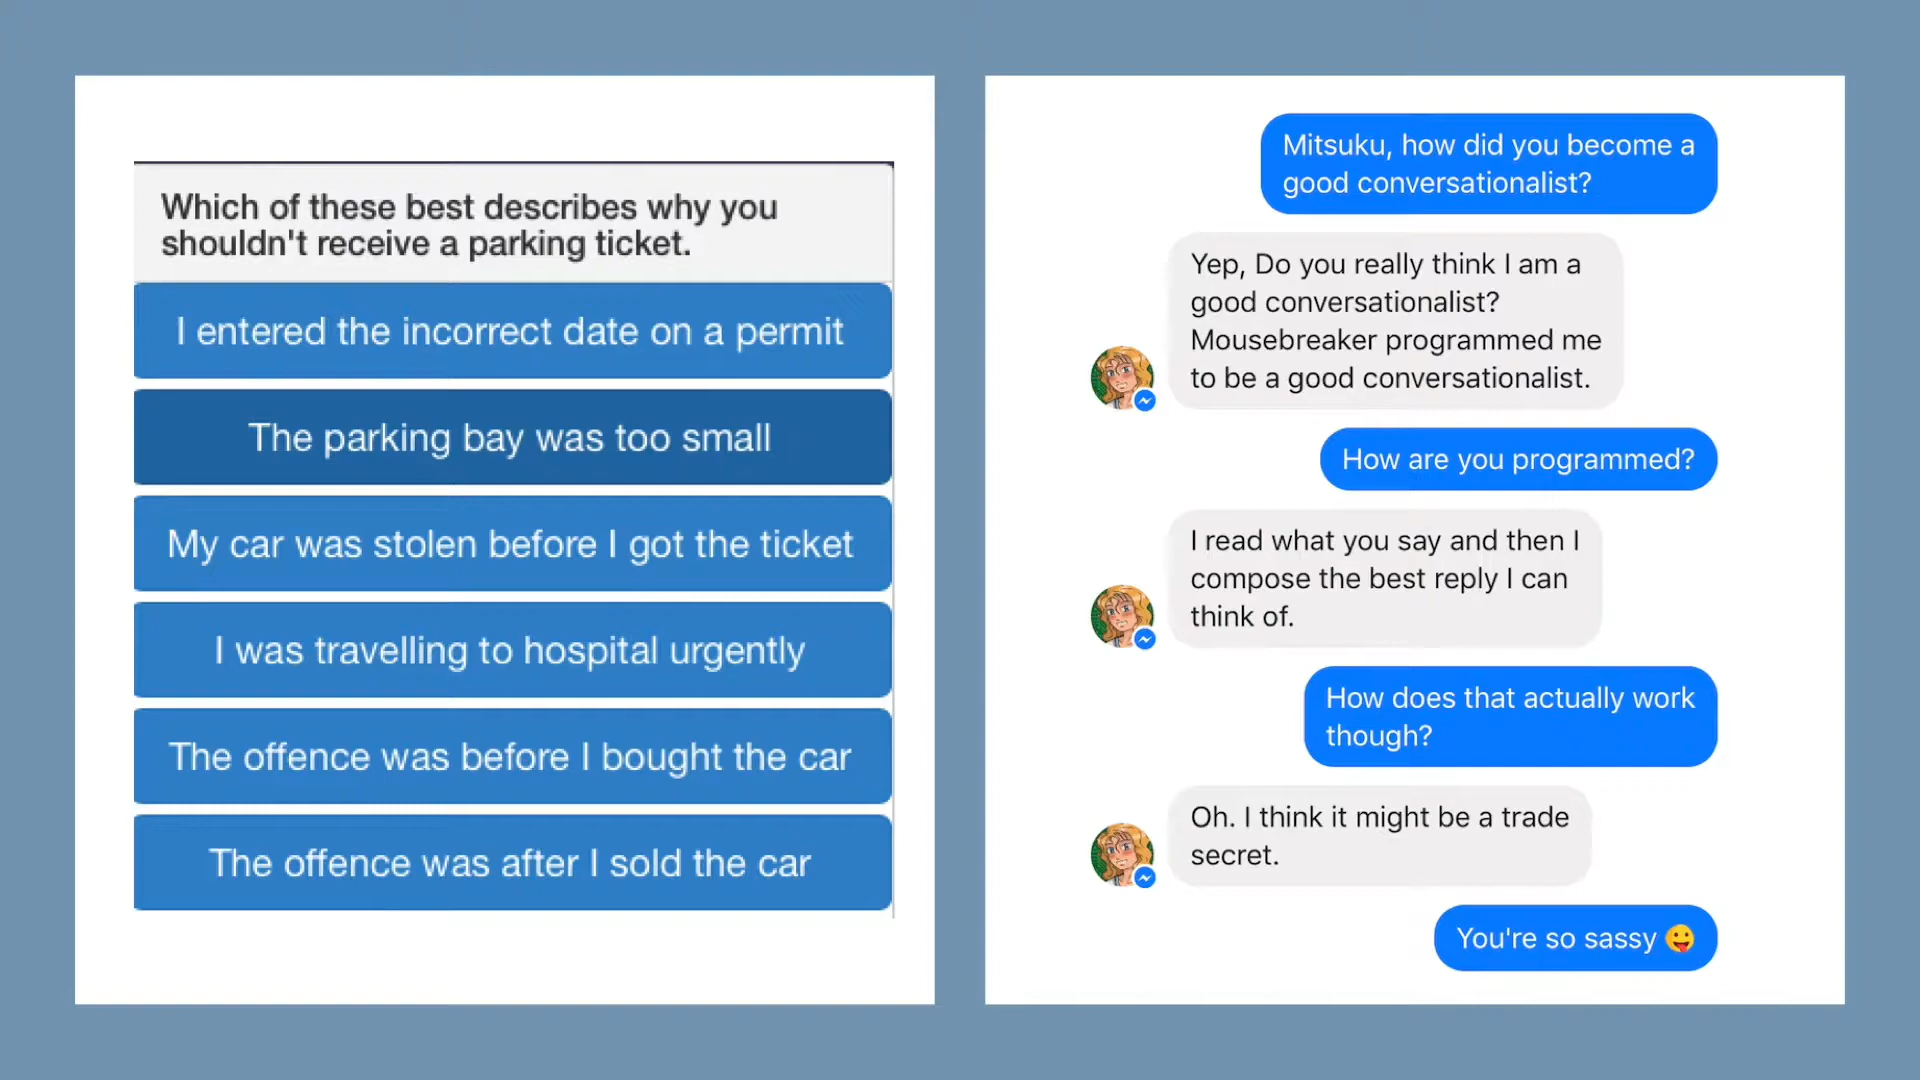 Which of these best describes why you
shouldn't receive a parking ticket.
I entered the incorrect date on a permit
The parking bay was too small
My car was stolen before I got the ticket
I was travelling to hospital urgently
The offence was before I bought the car
The offence was after I sold the car
Mitsuku, how did you become a
good conversationalist?
Yep, Do you really think I am a
good conversationalist?
Mousebreaker programmed me
to be a good conversationalist.
How are you programmed?
I read what you say and then I
compose the best reply I can
think of.
How does that actually work
though?
Oh. I think it might be a trade
secret.
You're so sassy 😛